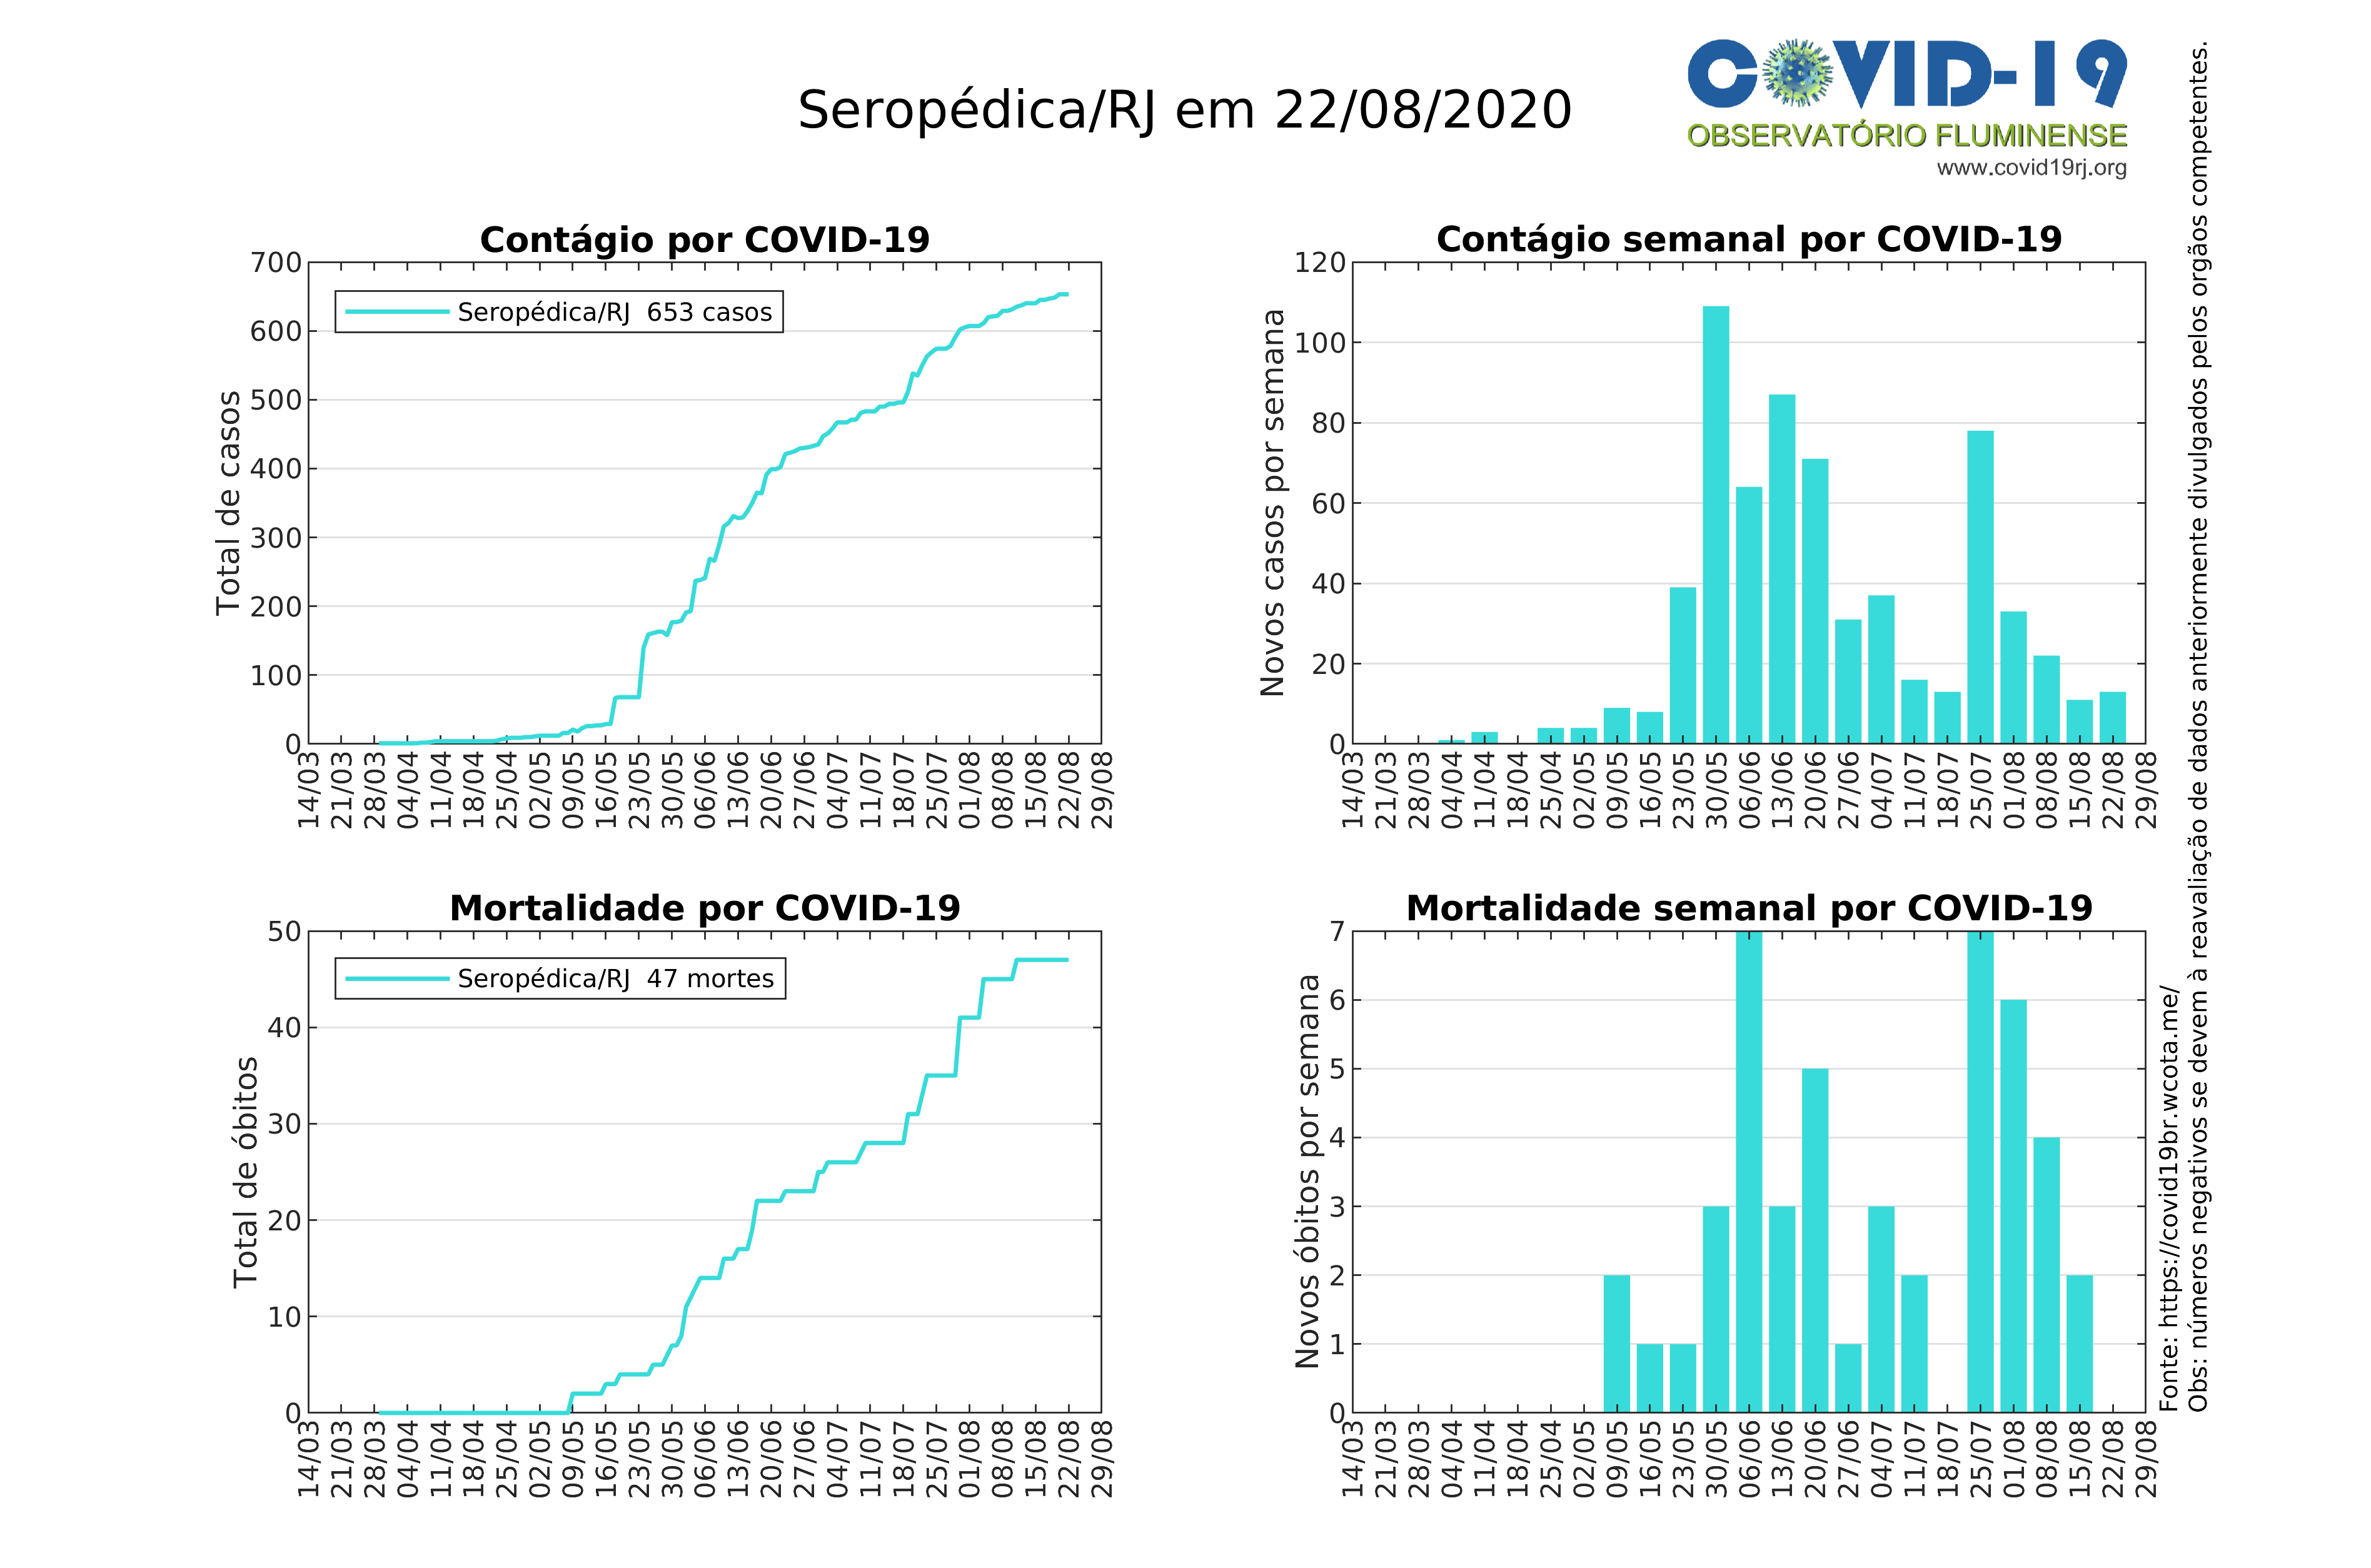 Seropédica/RJ em 22/08/2020
COVID-19
OBSERVATÓRIO FLUMINENSE
www.covid19rj.org
Contágio por COVID-19
Total de casos
700
600
500
400
300
200
100
0
Seropédica/RJ 653 casos
14/03 21/03 28/03 04/04 11/04 18/04 25/04 02/05 09/05 16/05 23/05 30/05 06/06 13/06 20/06 27/06 04/07 11/07 18/07 25/07 01/08 08/08 15/08 22/08 29/08
Contágio semanal por COVID-19
Novos casos por semana
120
100
80
60
40
20
0
14/03 21/03 28/03 04/04 11/04 18/04 25/04 02/05 09/05 16/05 23/05 30/05 06/06 13/06 20/06 27/06 04/07 11/07 18/07 25/07 01/08 08/08 15/08 22/08 29/08
Mortalidade por COVID-19
Total de óbitos
50
40
30
20
10
0
Seropédica/RJ 47 mortes
14/03 21/03 28/03 04/04 11/04 18/04 25/04 02/05 09/05 16/05 23/05 30/05 06/06 13/06 20/06 27/06 04/07 11/07 18/07 25/07 01/08 08/08 15/08 22/08 29/08
Mortalidade semanal por COVID-19
Novos óbitos por semana
7
6
5
4
3
2
1
0
14/03 21/03 28/03 04/04 11/04 18/04 25/04 02/05 09/05 16/05 23/05 30/05 06/06 13/06 20/06 27/06 04/07 11/07 18/07 25/07 01/08 08/08 15/08 22/08 29/08
Fonte: https://covid19br.wcota.me/
Obs: números negativos se devem à reavaliação de dados anteriormente divulgados pelos orgãos competentes.